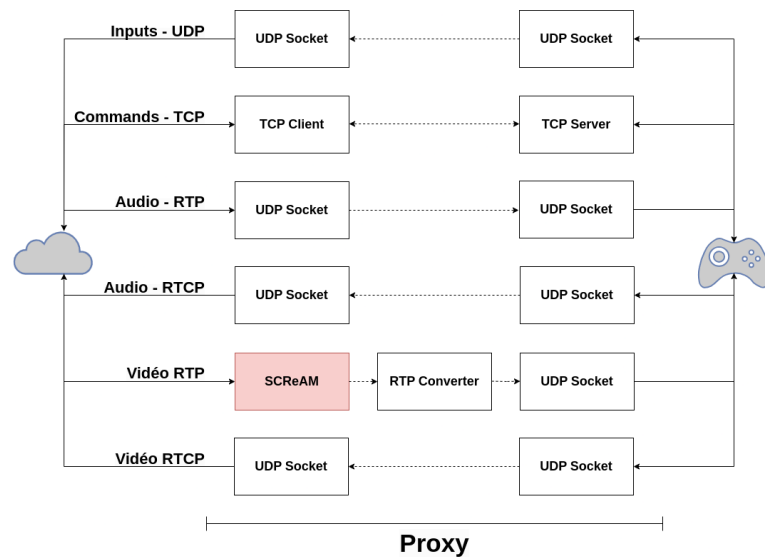 Inputs - UDP
UDP Socket
UDP Socket
Commands - TCP
TCP Client
TCP Server
Audio - RTP
UDP Socket
UDP Socket
Audio - RTCP
UDP Socket
UDP Socket
Vidéo RTP
SCReAM
RTP Converter
UDP Socket
Vidéo RTCP
UDP Socket
UDP Socket
Proxy